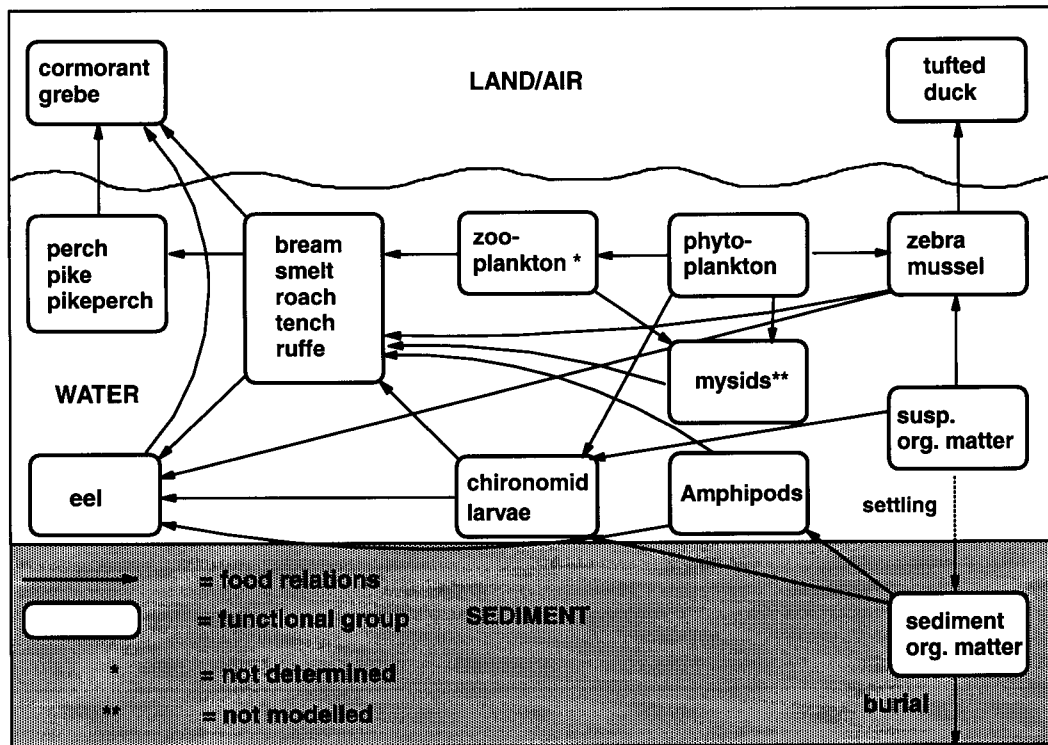 cormorant
grebe
LAND/AIR
tufted
duck
perch
pike
pikeperch
bream
smelt
roach
tench
ruffe
zoo-
plankton *
phyto-
plankton
zebra
mussel
mysids**
WATER
susp.
org. matter
eel
chironomid
larvae
Amphipods
settling
= food relations
= functional group
SEDIMENT
sediment
org. matter
* = not determined
** = not modelled
burial